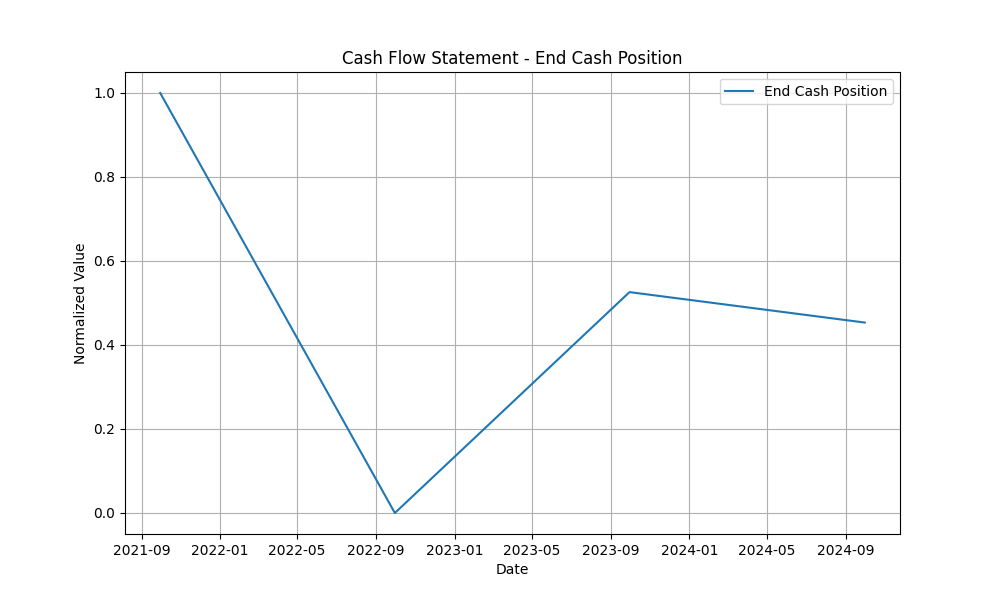 Cash Flow Statement - End Cash Position
End Cash Position
1.0
0.8
0.6
0.4
0.2
0.0
Normalized Value
2021-09 2022-01 2022-05 2022-09 2023-01 2023-05 2023-09 2024-01 2024-05 2024-09
Date